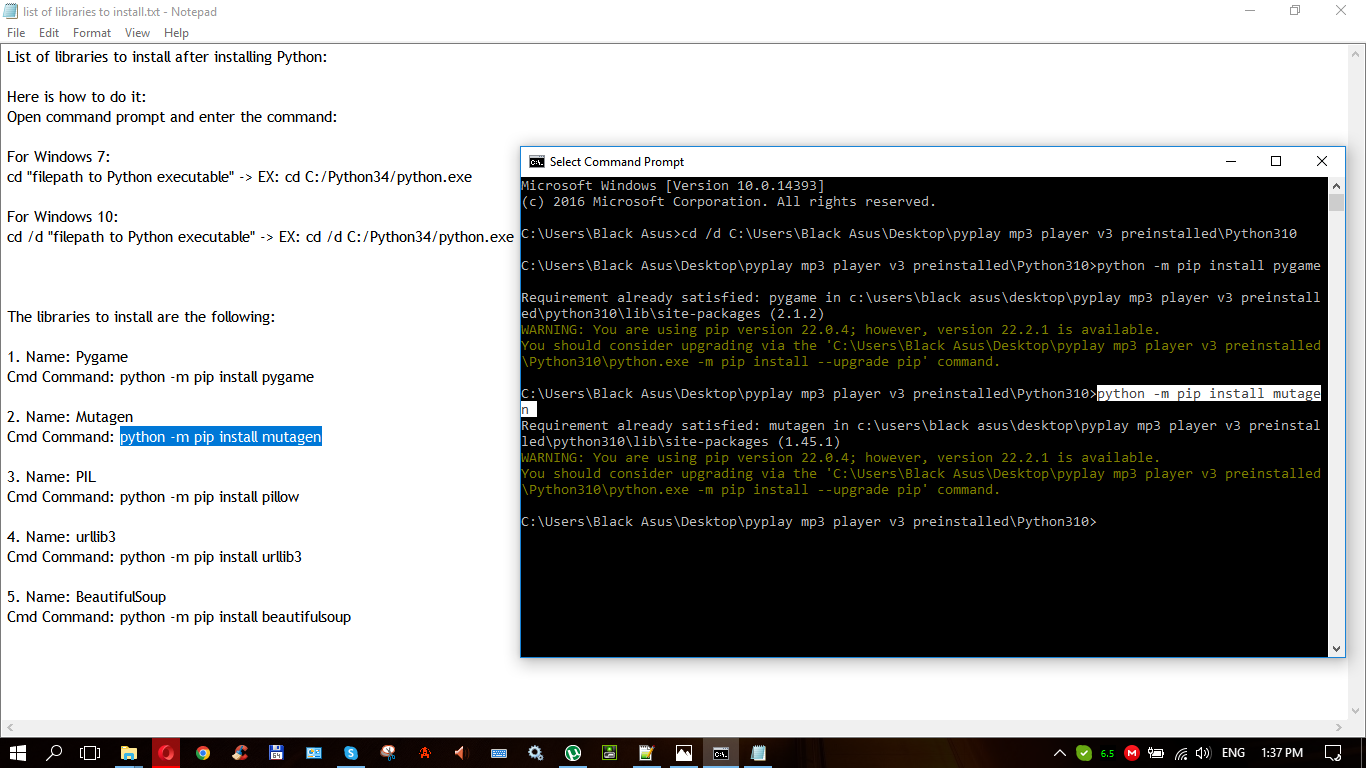 list of libraries to install.txt - Notepad
File Edit Format View Help
List of libraries to install after installing Python:
Here is how to do it:
Open command prompt and enter the command:
For Windows 7:
cd "filepath to Python executable" -> EX: cd C:/Python34/python.exe
For Windows 10:
cd /d "filepath to Python executable" -> EX: cd /d C:/Python34/python.exe
The libraries to install are the following:
1. Name: Pygame
Cmd Command: python -m pip install pygame
2. Name: Mutagen
Cmd Command: python -m pip install mutagen
3. Name: PIL
Cmd Command: python -m pip install pillow
4. Name: urllib3
Cmd Command: python -m pip install urllib3
5. Name: BeautifulSoup
Cmd Command: python -m pip install beautifulsoup
Select Command Prompt
Microsoft Windows [Version 10.0.14393]
(c) 2016 Microsoft Corporation. All rights reserved.
C:\Users\Black Asus>cd /d C:\Users\Black Asus\Desktop\pyplay mp3 player v3 preinstalled\Python310
C:\Users\Black Asus\Desktop\pyplay mp3 player v3 preinstalled\Python310>python -m pip install pygame
Requirement already satisfied: pygame in c:\users\black asus\desktop\pyplay mp3 player v3 preinstall
ed\python310\lib\site-packages (2.1.2)
WARNING: You are using pip version 22.0.4; however, version 22.2.1 is available.
You should consider upgrading via the 'C:\Users\Black Asus\Desktop\pyplay mp3 player v3 preinstalled
\Python310\python.exe -m pip install --upgrade pip' command.
C:\Users\Black Asus\Desktop\pyplay mp3 player v3 preinstalled\Python310>python -m pip install mutage
n
Requirement already satisfied: mutagen in c:\users\black asus\desktop\pyplay mp3 player v3 preinstal
led\python310\lib\site-packages (1.45.1)
WARNING: You are using pip version 22.0.4; however, version 22.2.1 is available.
You should consider upgrading via the 'C:\Users\Black Asus\Desktop\pyplay mp3 player v3 preinstalled
\Python310\python.exe -m pip install --upgrade pip' command.
C:\Users\Black Asus\Desktop\pyplay mp3 player v3 preinstalled\Python310>
64 6.5 ENG 1:37 PM